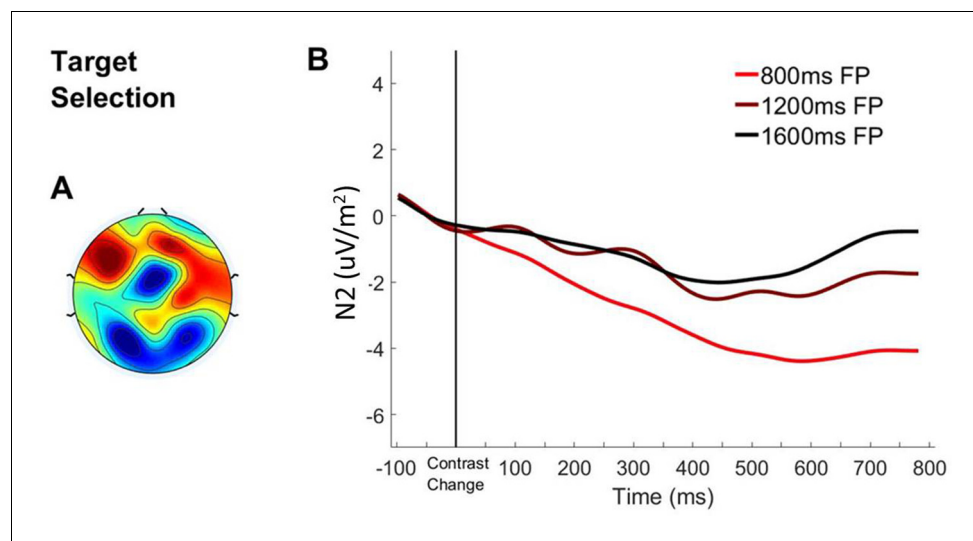 Target
Selection
A
B
N2 (uV/m²)
4
2
0
-2
-4
-6
800ms FP
1200ms FP
1600ms FP
-100
Contrast
Change
100
200
300
400
500
600
700
800
Time (ms)